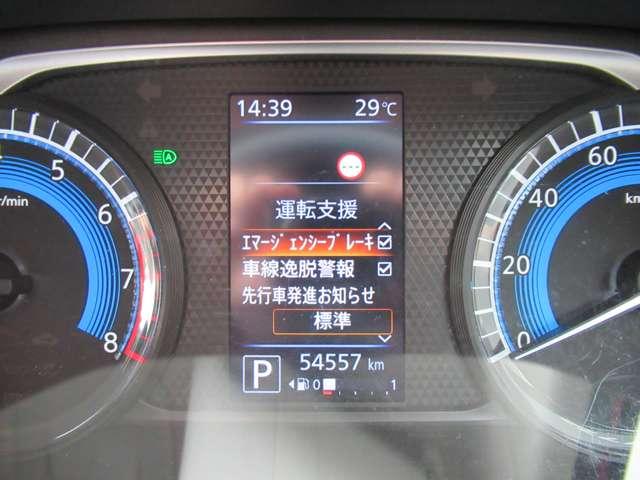 14:39 29℃
運転支援
ｴﾏｰｼﾞｪﾝｼｰﾌﾞﾚｰｷ
車線逸脱警報
先行車発進お知らせ
標準
P 54557 km
0 1
5
6
7
8
r/min
A
60
40
20
0
km